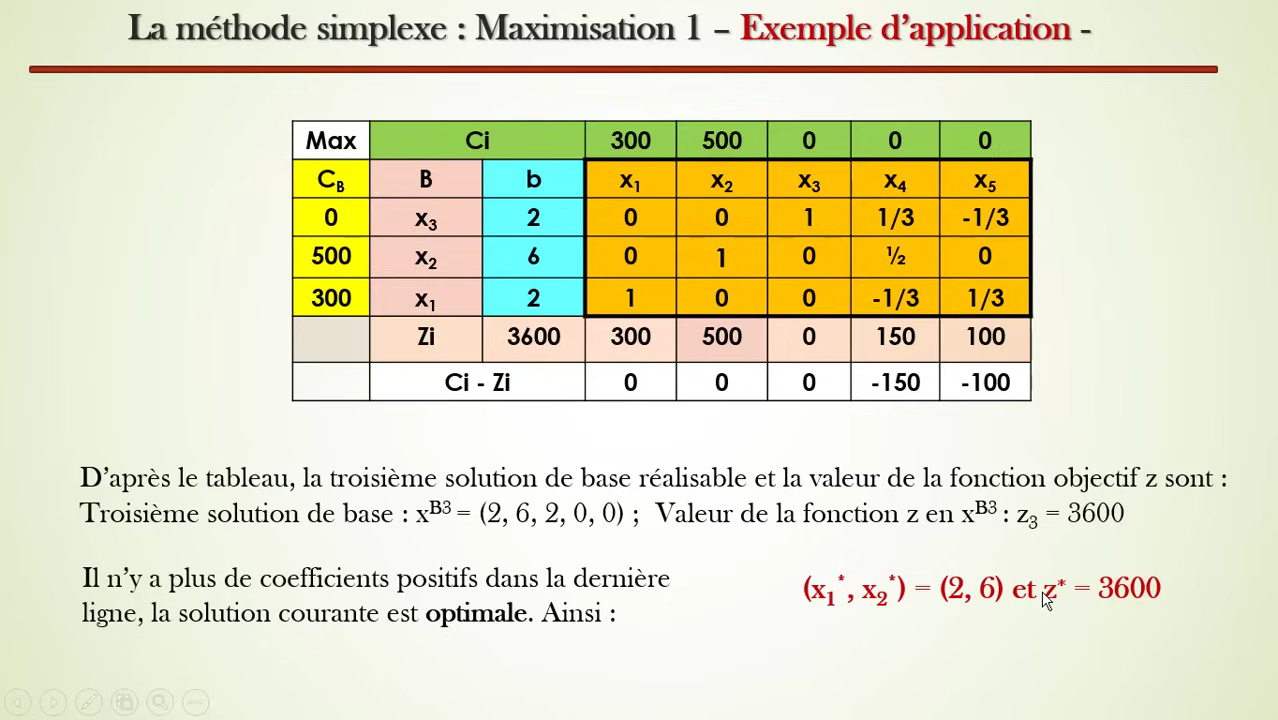 La méthode simplexe : Maximisation 1 – Exemple d'application -
Max Ci 300 500 0 0 0
C_B B b x₁ x₂ x₃ x₄ x₅
0 x₃ 2 0 0 1 1/3 -1/3
500 x₂ 6 0 1 0 ½ 0
300 x₁ 2 1 0 0 -1/3 1/3
Zi 3600 300 500 0 150 100
Ci - Zi 0 0 0 -150 -100
D'après le tableau, la troisième solution de base réalisable et la valeur de la fonction objectif z sont :
Troisième solution de base : xᴮ³ = (2, 6, 2, 0, 0) ; Valeur de la fonction z en xᴮ³ : z₃ = 3600
Il n'y a plus de coefficients positifs dans la dernière
ligne, la solution courante est optimale. Ainsi :
(x₁*, x₂*) = (2, 6) et z* = 3600